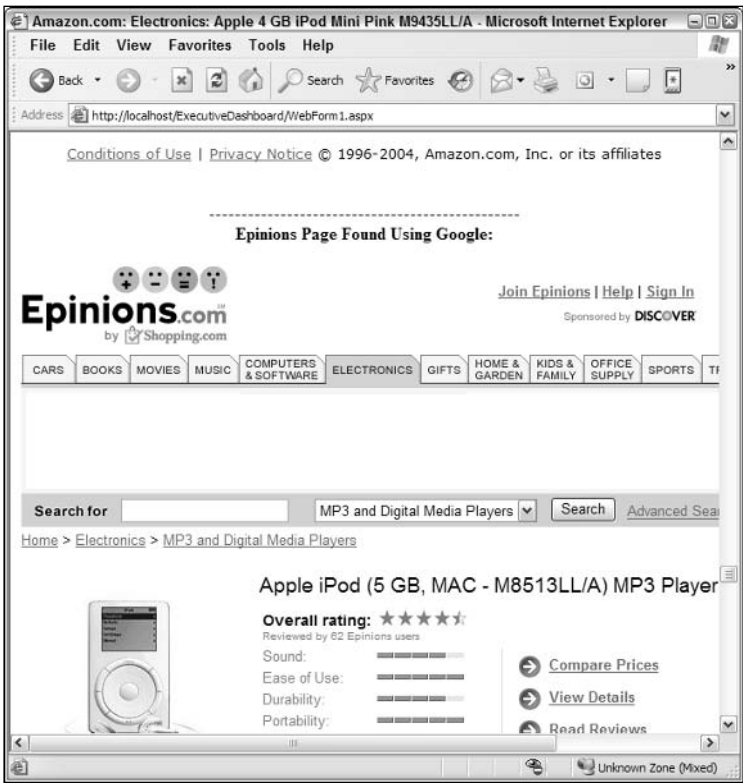 Amazon.com: Electronics: Apple 4 GB iPod Mini Pink M9435LL/A - Microsoft Internet Explorer
File Edit View Favorites Tools Help
Back Search Favorites »
Address http://localhost/ExecutiveDashboard/WebForm1.aspx
Conditions of Use | Privacy Notice © 1996-2004, Amazon.com, Inc. or its affiliates
--------------------------------------------------
Epinions Page Found Using Google:
Epinions.com
by Shopping.com
Join Epinions | Help | Sign In
Sponsored by DISCOVER
CARS BOOKS MOVIES MUSIC COMPUTERS & SOFTWARE ELECTRONICS GIFTS HOME & GARDEN KIDS & FAMILY OFFICE SUPPLY SPORTS
Search for MP3 and Digital Media Players Search Advanced Sea
Home > Electronics > MP3 and Digital Media Players
Apple iPod (5 GB, MAC - M8513LL/A) MP3 Player
Overall rating:
Reviewed by 62 Epinions users
Sound:
Ease of Use:
Durability:
Portability:
Compare Prices
View Details
Read Reviews
Unknown Zone (Mixed)